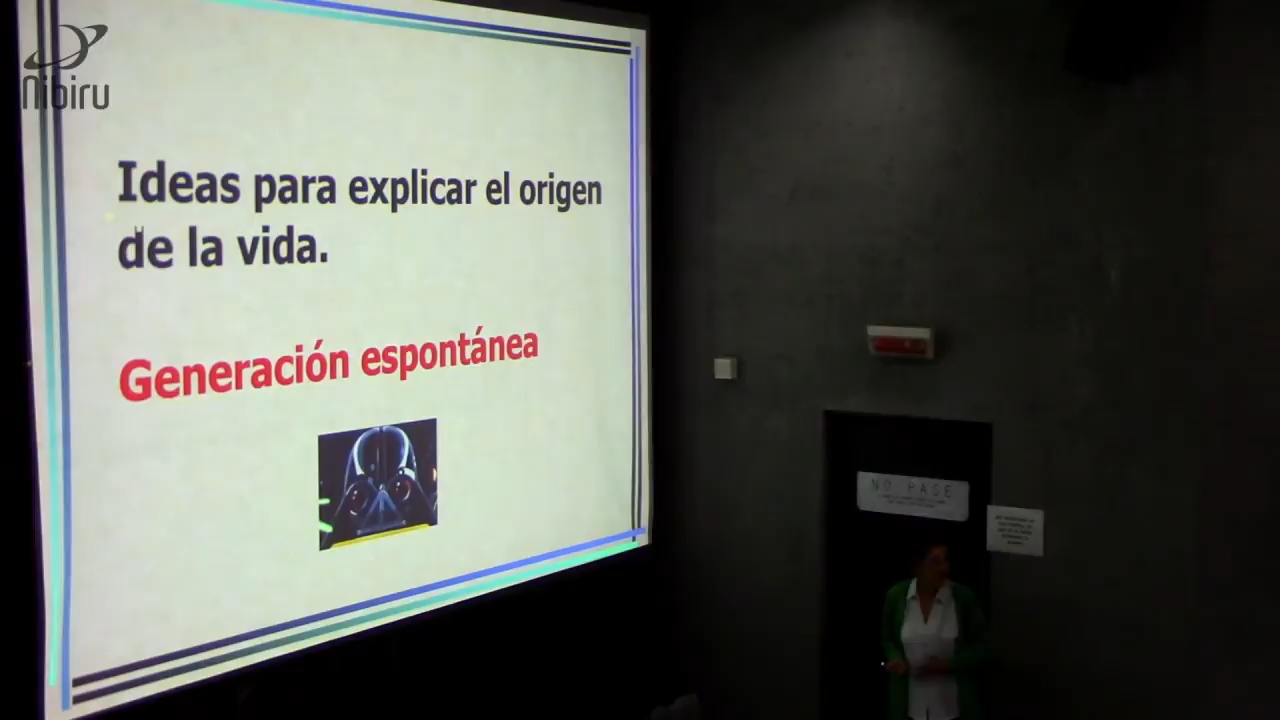 Nibiru
Ideas para explicar el origen
de la vida.
Generación espontánea
NO PASE